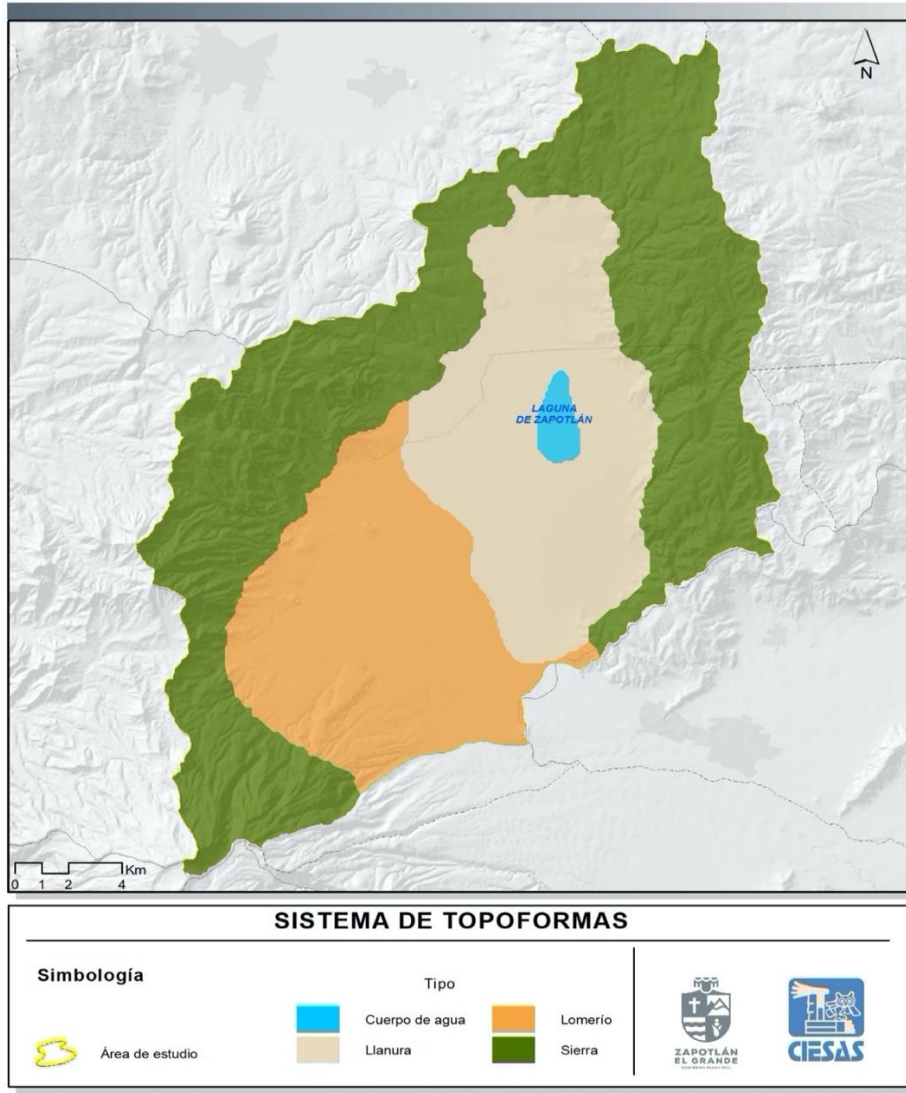 N
LAGUNA
DE ZAPOTLÁN
Km
0 1 2 4
SISTEMA DE TOPOFORMAS
Simbología
Tipo
Cuerpo de agua
Lomerío
Área de estudio
Llanura
Sierra
ZAPOTLÁN
EL GRANDE
CIESAS